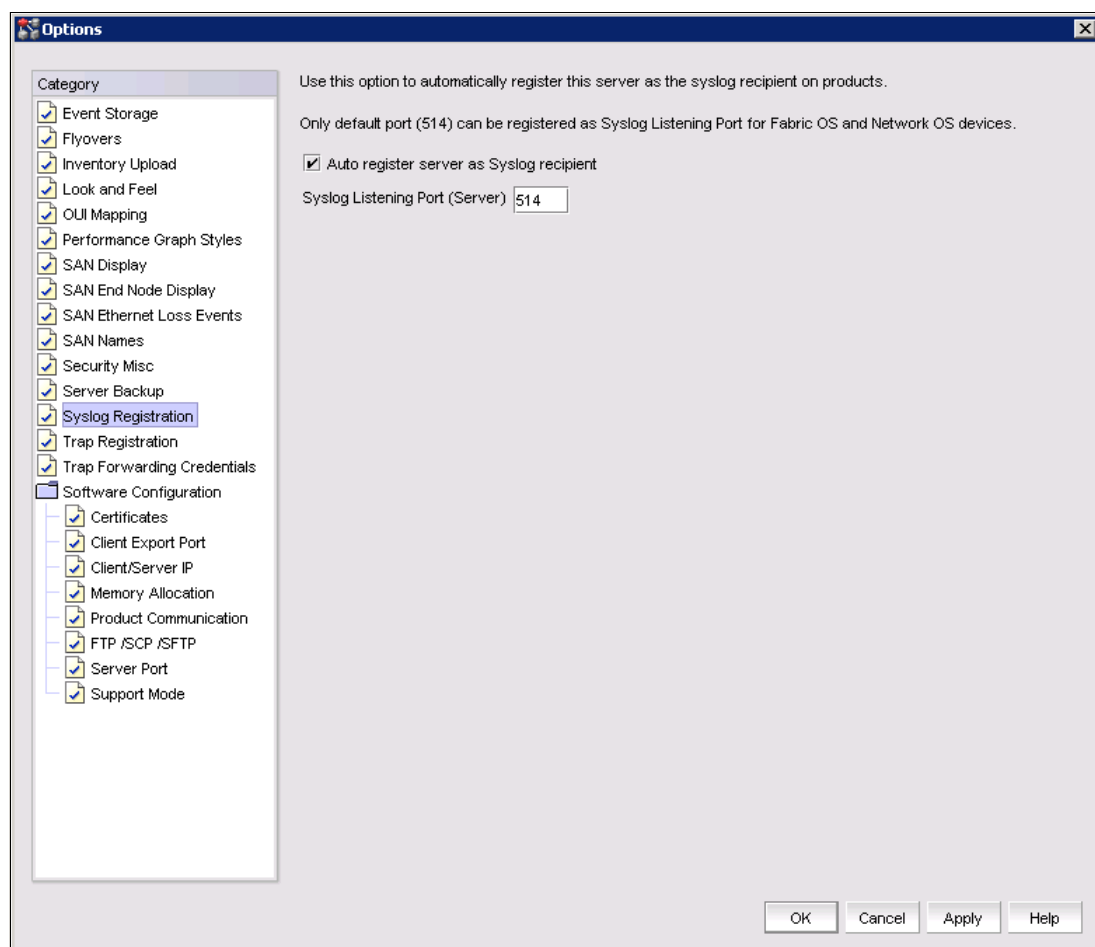 Options
Category
Event Storage
Flyovers
Inventory Upload
Look and Feel
OUI Mapping
Performance Graph Styles
SAN Display
SAN End Node Display
SAN Ethernet Loss Events
SAN Names
Security Misc
Server Backup
Syslog Registration
Trap Registration
Trap Forwarding Credentials
Software Configuration
Certificates
Client Export Port
Client/Server IP
Memory Allocation
Product Communication
FTP /SCP /SFTP
Server Port
Support Mode
Use this option to automatically register this server as the syslog recipient on products.
Only default port (514) can be registered as Syslog Listening Port for Fabric OS and Network OS devices.
Auto register server as Syslog recipient
Syslog Listening Port (Server) 514
OK Cancel Apply Help